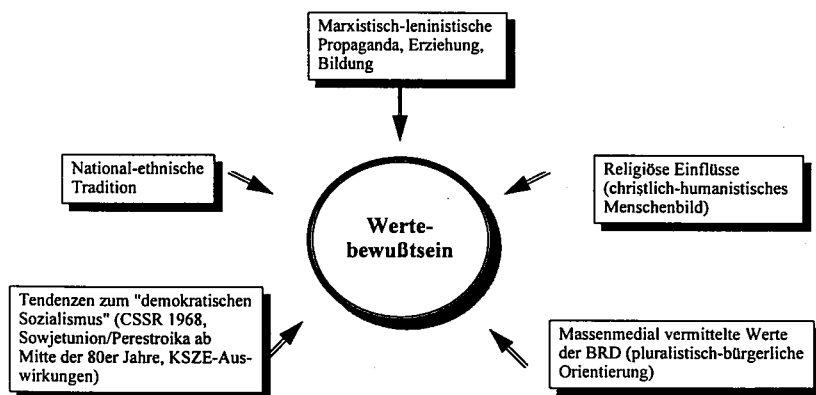 Marxistisch-leninistische
Propaganda, Erziehung,
Bildung
National-ethnische
Tradition
Religiöse Einflüsse
(christlich-humanistisches
Menschenbild)
Werte-
bewußtsein
Tendenzen zum "demokratischen
Sozialismus" (CSSR 1968,
Sowjetunion/Perestroika ab
Mitte der 80er Jahre, KSZE-Aus-
wirkungen)
Massenmedial vermittelte Werte
der BRD (pluralistisch-bürgerliche
Orientierung)